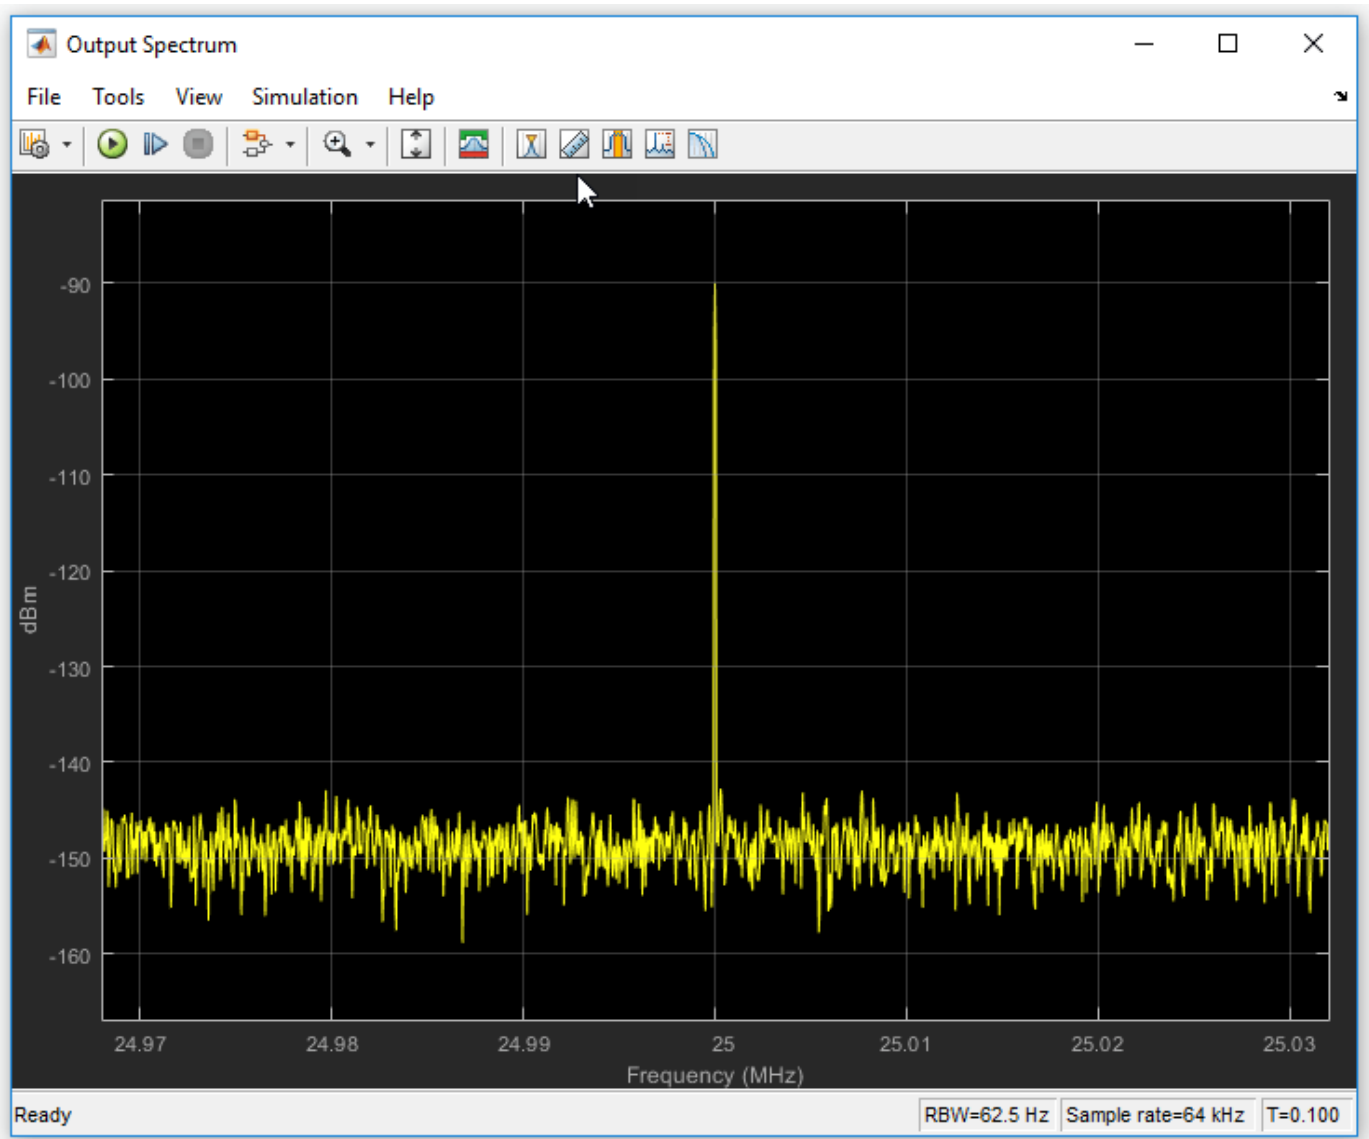 Output Spectrum
File Tools View Simulation Help
-90
-100
-110
-120
-130
-140
-150
-160
dBm
24.97 24.98 24.99 25 25.01 25.02 25.03
Frequency (MHz)
Ready RBW=62.5 Hz Sample rate=64 kHz T=0.100